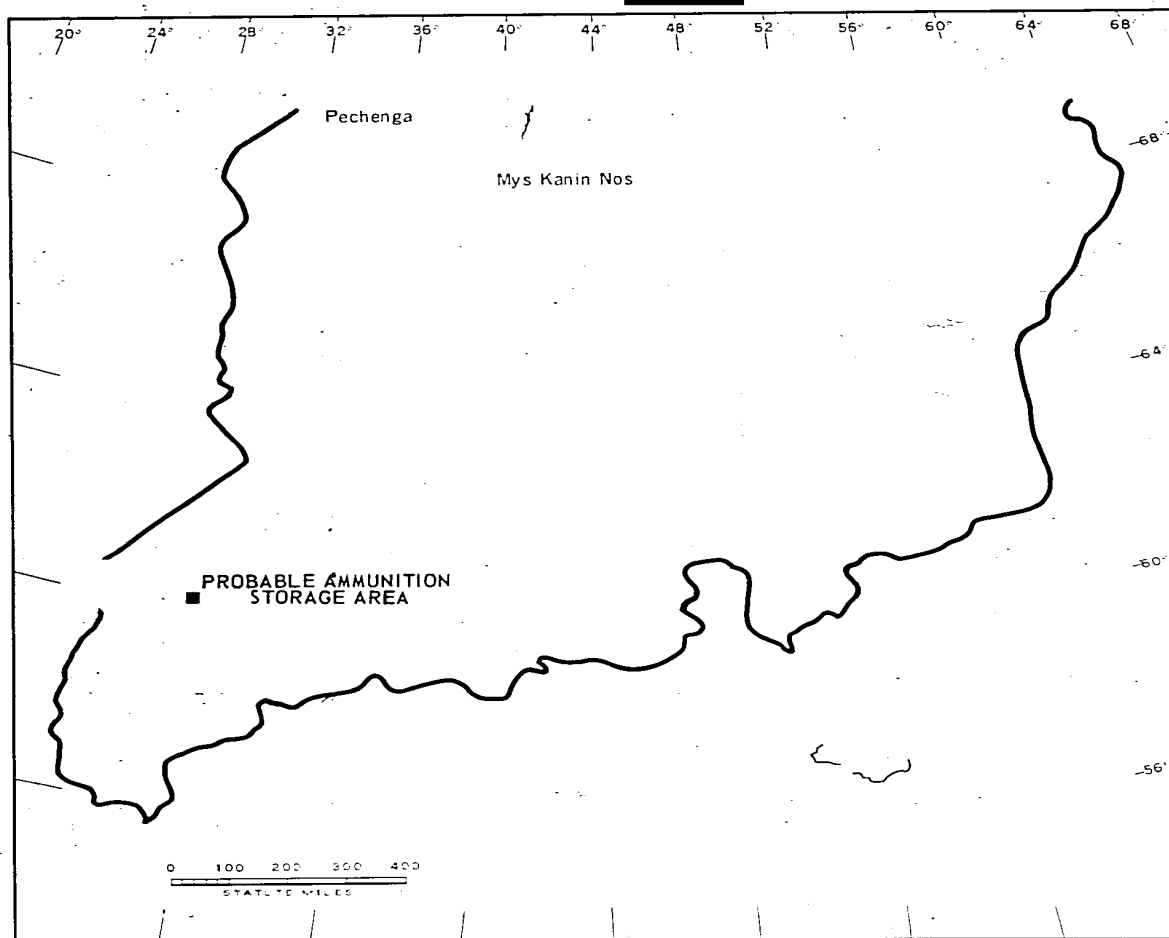 20° 24° 28° 32° 36° 40° 44° 48° 52° 56° 60° 64° 68°
Pechenga
68°
Mys Kanin Nos
64°
60°
PROBABLE AMMUNITION
STORAGE AREA
56°
0 100 200 300 400
STATUTE MILES